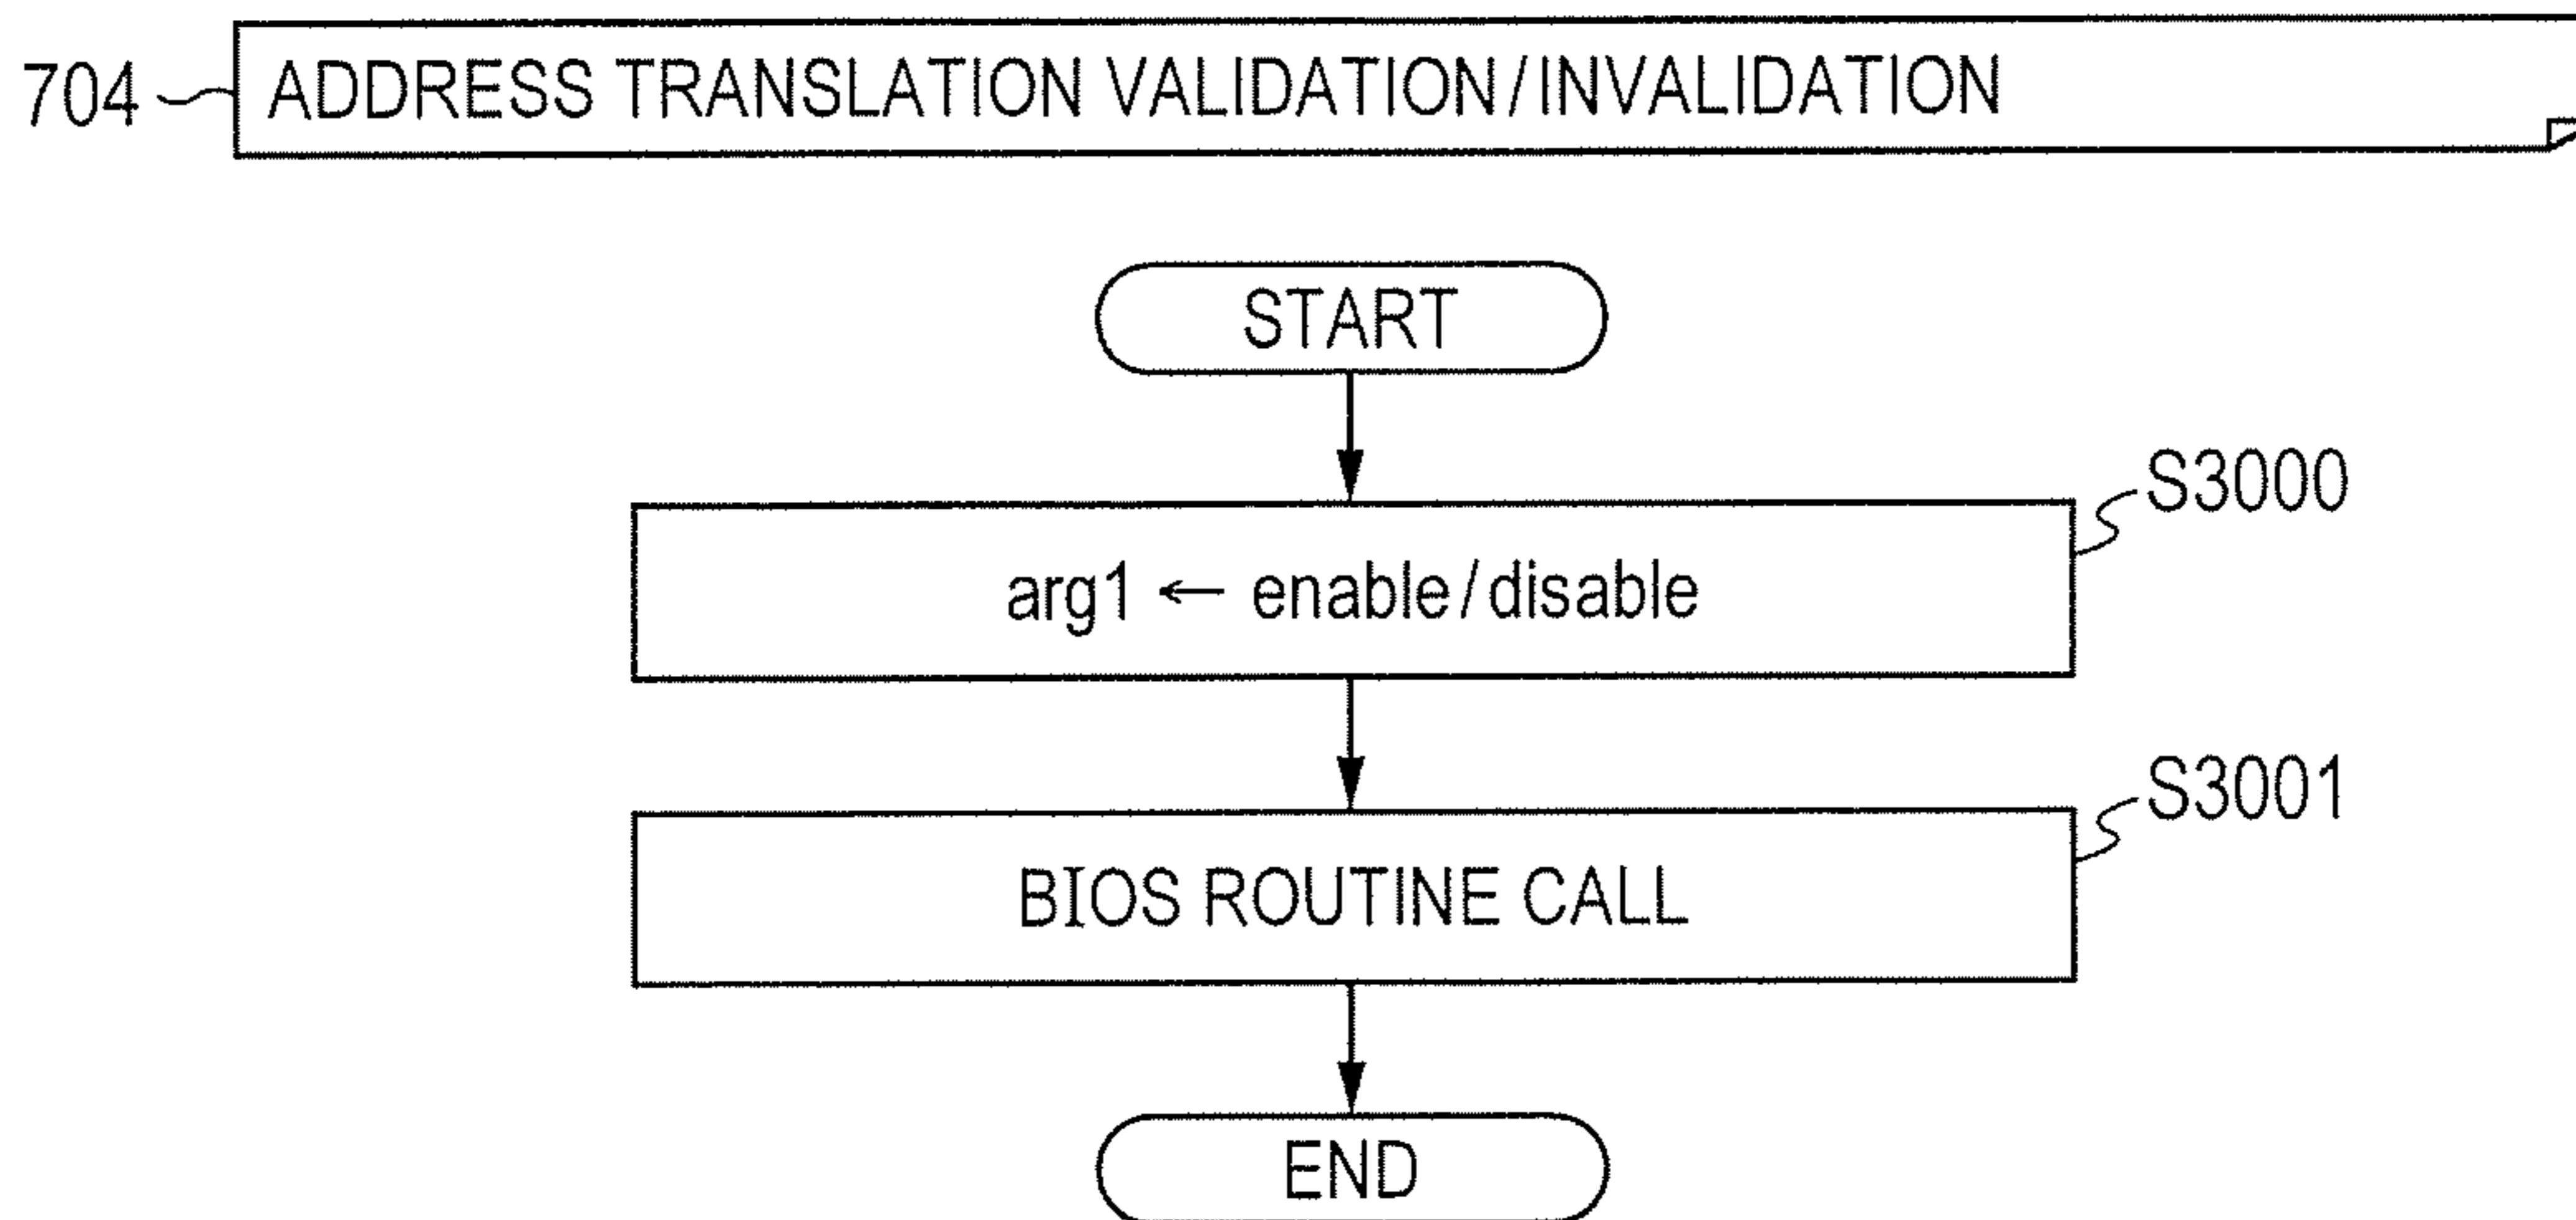 704 ADDRESS TRANSLATION VALIDATION/INVALIDATION
START
S3000
arg1 ← enable/disable
S3001
BIOS ROUTINE CALL
END